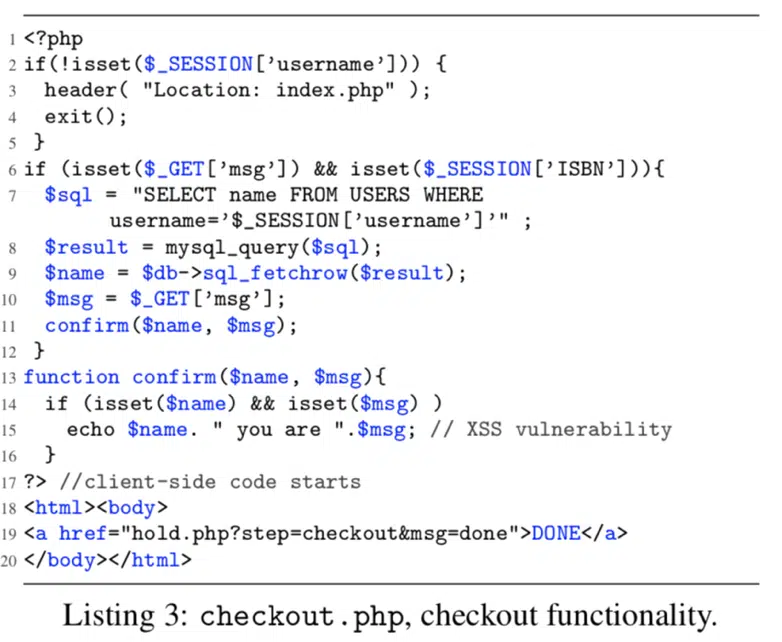 1 <?php
2 if(!isset($_SESSION['username'])) {
3 header( "Location: index.php" );
4 exit();
5 }
6 if (isset($_GET['msg']) && isset($_SESSION['ISBN'])){
7 $sql = "SELECT name FROM USERS WHERE
username='$_SESSION['username']'" ;
8 $result = mysql_query($sql);
9 $name = $db->sql_fetchrow($result);
10 $msg = $_GET['msg'];
11 confirm($name, $msg);
12 }
13 function confirm($name, $msg){
14 if (isset($name) && isset($msg) )
15 echo $name. " you are ".$msg; // XSS vulnerability
16 }
17 ?> //client-side code starts
18 <html><body>
19 <a href="hold.php?step=checkout&msg=done">DONE</a>
20 </body></html>
Listing 3: checkout.php, checkout functionality.